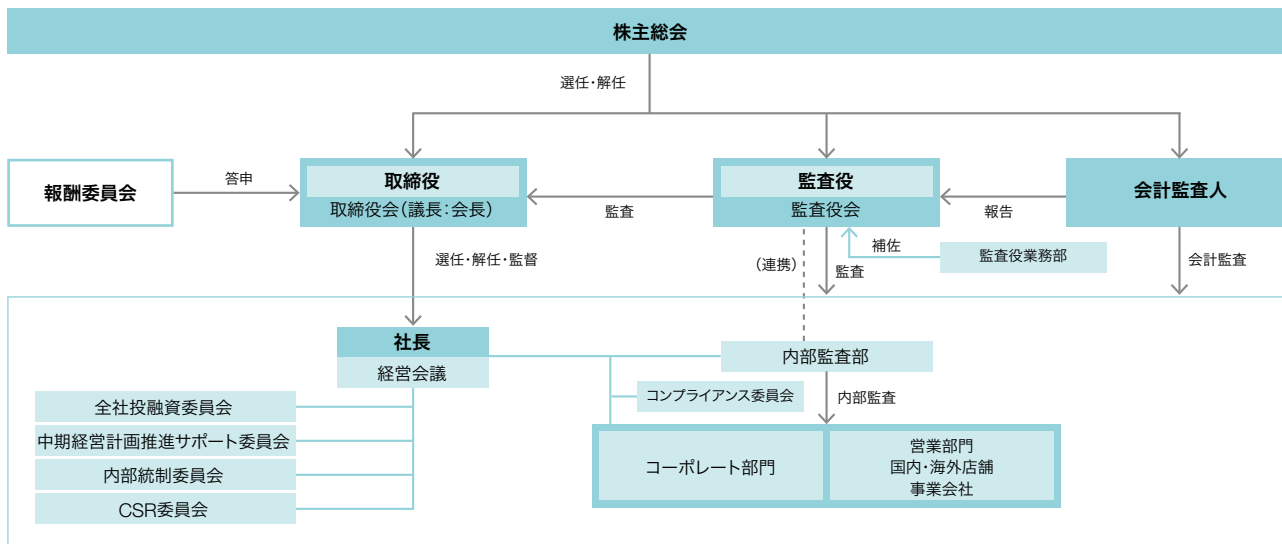 株主総会
選任・解任
報酬委員会
答申
取締役
取締役会(議長:会長)
監査
監査役
監査役会
報告
会計監査人
選任・解任・監督
(連携)
監査
補佐
監査役業務部
会計監査
社長
経営会議
内部監査部
コンプライアンス委員会
内部監査
全社投融資委員会
中期経営計画推進サポート委員会
内部統制委員会
CSR委員会
コーポレート部門
営業部門
国内・海外店舗
事業会社